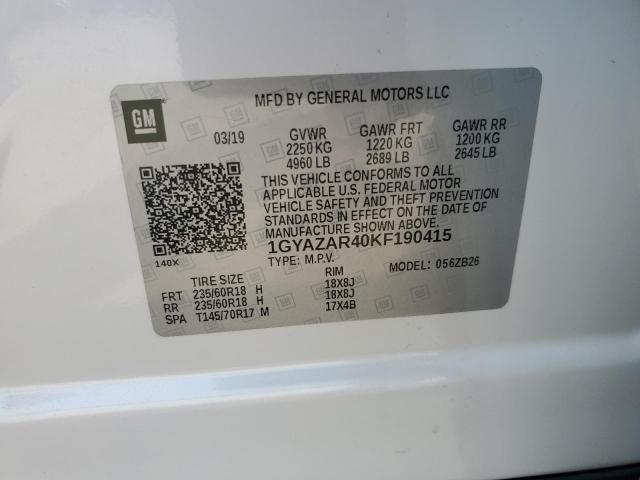 MFD BY GENERAL MOTORS LLC
GM
03/19 GVWR GAWR FRT GAWR RR
2250 KG 1220 KG 1200 KG
4960 LB 2689 LB 2645 LB
THIS VEHICLE CONFORMS TO ALL
APPLICABLE U.S. FEDERAL MOTOR
VEHICLE SAFETY AND THEFT PREVENTION
STANDARDS IN EFFECT ON THE DATE OF
MANUFACTURE SHOWN ABOVE.
1GYAZAR40KF190415
140X
TYPE: M.P.V. MODEL: 056ZB26
TIRE SIZE RIM
FRT 235/60R18 H 18X8J
RR 235/60R18 H 18X8J
SPA T145/70R17 M 17X4B